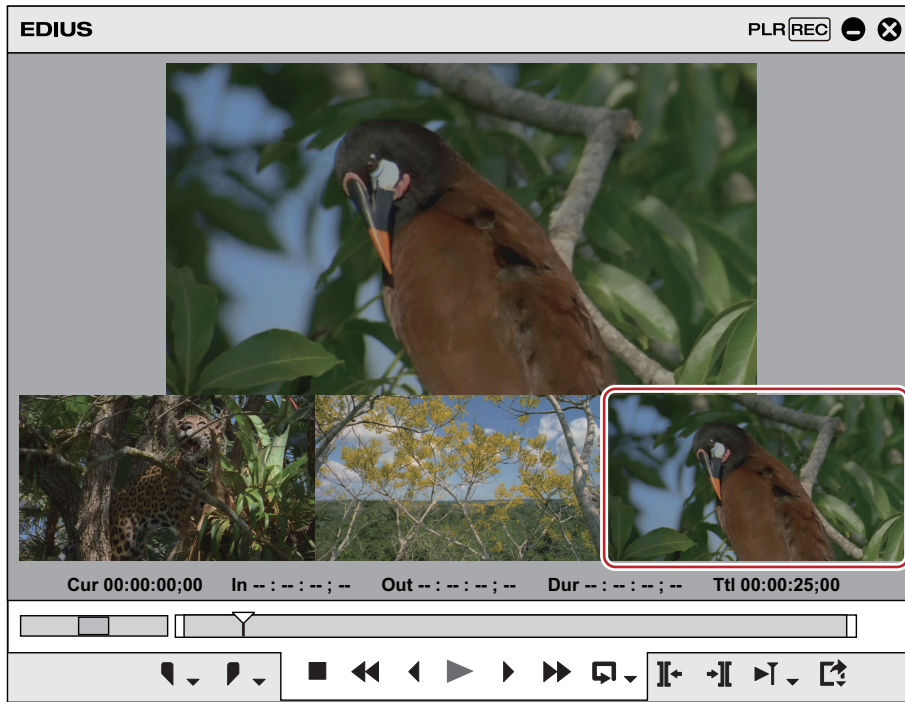 EDIUS
PLR REC
Cur 00:00:00;00 In -- : -- : -- ; -- Out -- : -- : -- ; -- Dur -- : -- : -- ; -- Ttl 00:00:25;00